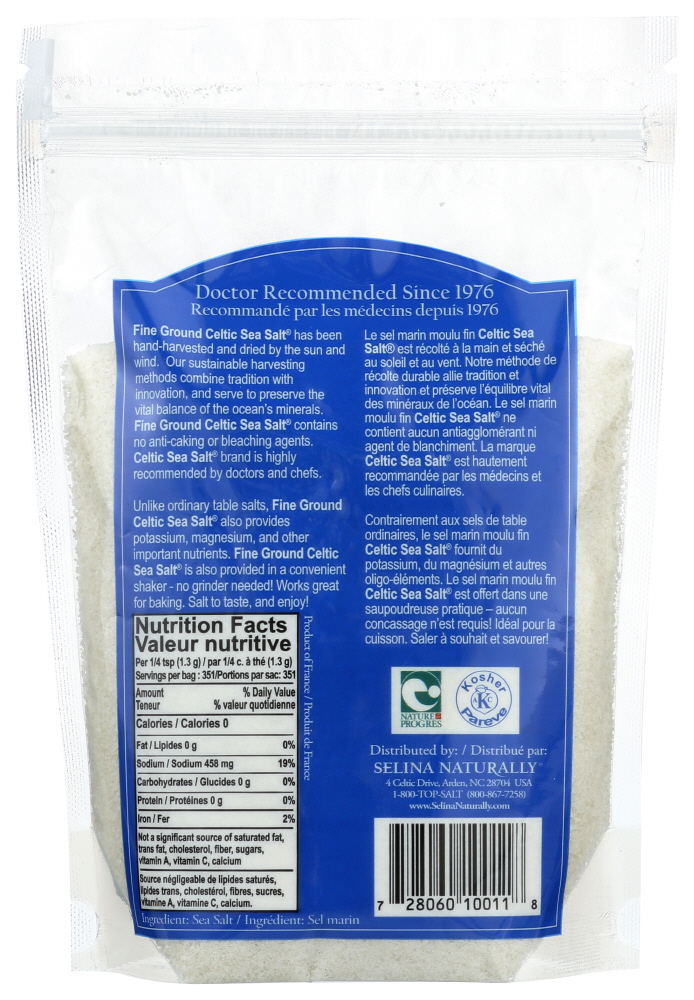 Doctor Recommended Since 1976
Recommandé par les médecins depuis 1976
Fine Ground Celtic Sea Salt® has been
hand-harvested and dried by the sun and
wind. Our sustainable harvesting
methods combine tradition with
innovation, and serve to preserve the
vital balance of the ocean's minerals.
Fine Ground Celtic Sea Salt® contains
no anti-caking or bleaching agents.
Celtic Sea Salt® brand is highly
recommended by doctors and chefs.
Unlike ordinary table salts, Fine Ground
Celtic Sea Salt® also provides
potassium, magnesium, and other
important nutrients. Fine Ground Celtic
Sea Salt® is also provided in a convenient
shaker - no grinder needed! Works great
for baking. Salt to taste, and enjoy!
Le sel marin moulu fin Celtic Sea
Salt® est récolté à la main et séché
au soleil et au vent. Notre méthode de
récolte durable allie tradition et
innovation et préserve l'équilibre vital
des minéraux de l'océan. Le sel marin
moulu fin Celtic Sea Salt® ne
contient aucun antiagglomérant ni
agent de blanchiment. La marque
Celtic Sea Salt® est hautement
recommandée par les médecins et
les chefs culinaires.
Contrairement aux sels de table
ordinaires, le sel marin moulu fin
Celtic Sea Salt® fournit du
potassium, du magnésium et autres
oligo-éléments. Le sel marin moulu fin
Celtic Sea Salt® est offert dans une
saupoudreuse pratique – aucun
concassage n'est requis! Idéal pour la
cuisson. Saler à souhait et savourer!
Nutrition Facts
Valeur nutritive
Per 1/4 tsp (1.3 g) / par 1/4 c. à thé (1.3 g)
Servings per bag : 351/Portions par sac: 351
Amount % Daily Value
Teneur % valeur quotidienne
Calories / Calories 0
Fat / Lipides 0 g 0%
Sodium / Sodium 458 mg 19%
Carbohydrates / Glucides 0 g 0%
Protein / Protéines 0 g 0%
Iron / Fer 2%
Not a significant source of saturated fat,
trans fat, cholesterol, fiber, sugars,
vitamin A, vitamin C, calcium
Source négligeable de lipides saturés,
lipides trans, cholestérol, fibres, sucres,
vitamine A, vitamine C, calcium.
Product of France / Produit de France
Ingredient: Sea Salt / Ingrédient: Sel marin
NATURE
PROGRES
Kosher
K
Pareve
Distributed by: / Distribué par:
SELINA NATURALLY™
4 Celtic Drive, Arden, NC 28704 USA
1-800-TOP-SALT (800-867-7258)
www.SelinaNaturally.com
7 28060 10011 8